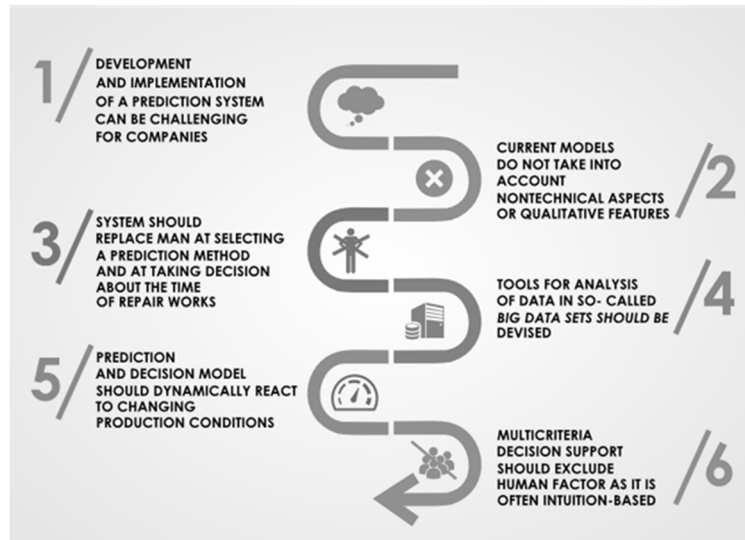 1/
DEVELOPMENT
AND IMPLEMENTATION
OF A PREDICTION SYSTEM
CAN BE CHALLENGING
FOR COMPANIES
2/
CURRENT MODELS
DO NOT TAKE INTO
ACCOUNT
NONTECHNICAL ASPECTS
OR QUALITATIVE FEATURES
3/
SYSTEM SHOULD
REPLACE MAN AT SELECTING
A PREDICTION METHOD
AND AT TAKING DECISION
ABOUT THE TIME
OF REPAIR WORKS
4/
TOOLS FOR ANALYSIS
OF DATA IN SO- CALLED
BIG DATA SETS SHOULD BE
DEVISED
5/
PREDICTION
AND DECISION MODEL
SHOULD DYNAMICALLY REACT
TO CHANGING
PRODUCTION CONDITIONS
/6
MULTICRITERIA
DECISION SUPPORT
SHOULD EXCLUDE
HUMAN FACTOR AS IT IS
OFTEN INTUITION-BASED